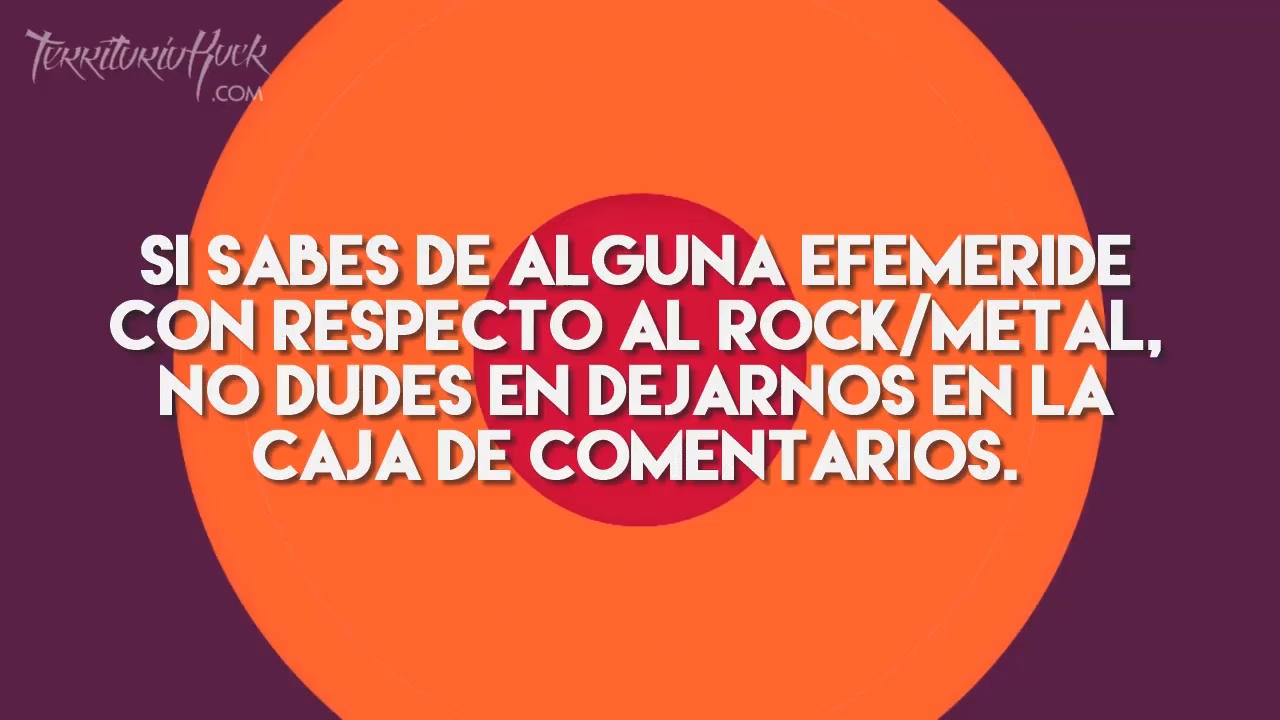 TerritorioRock
.COM
SI SABES DE ALGUNA EFEMERIDE
CON RESPECTO AL ROCK/METAL,
NO DUDES EN DEJARNOS EN LA
CAJA DE COMENTARIOS.